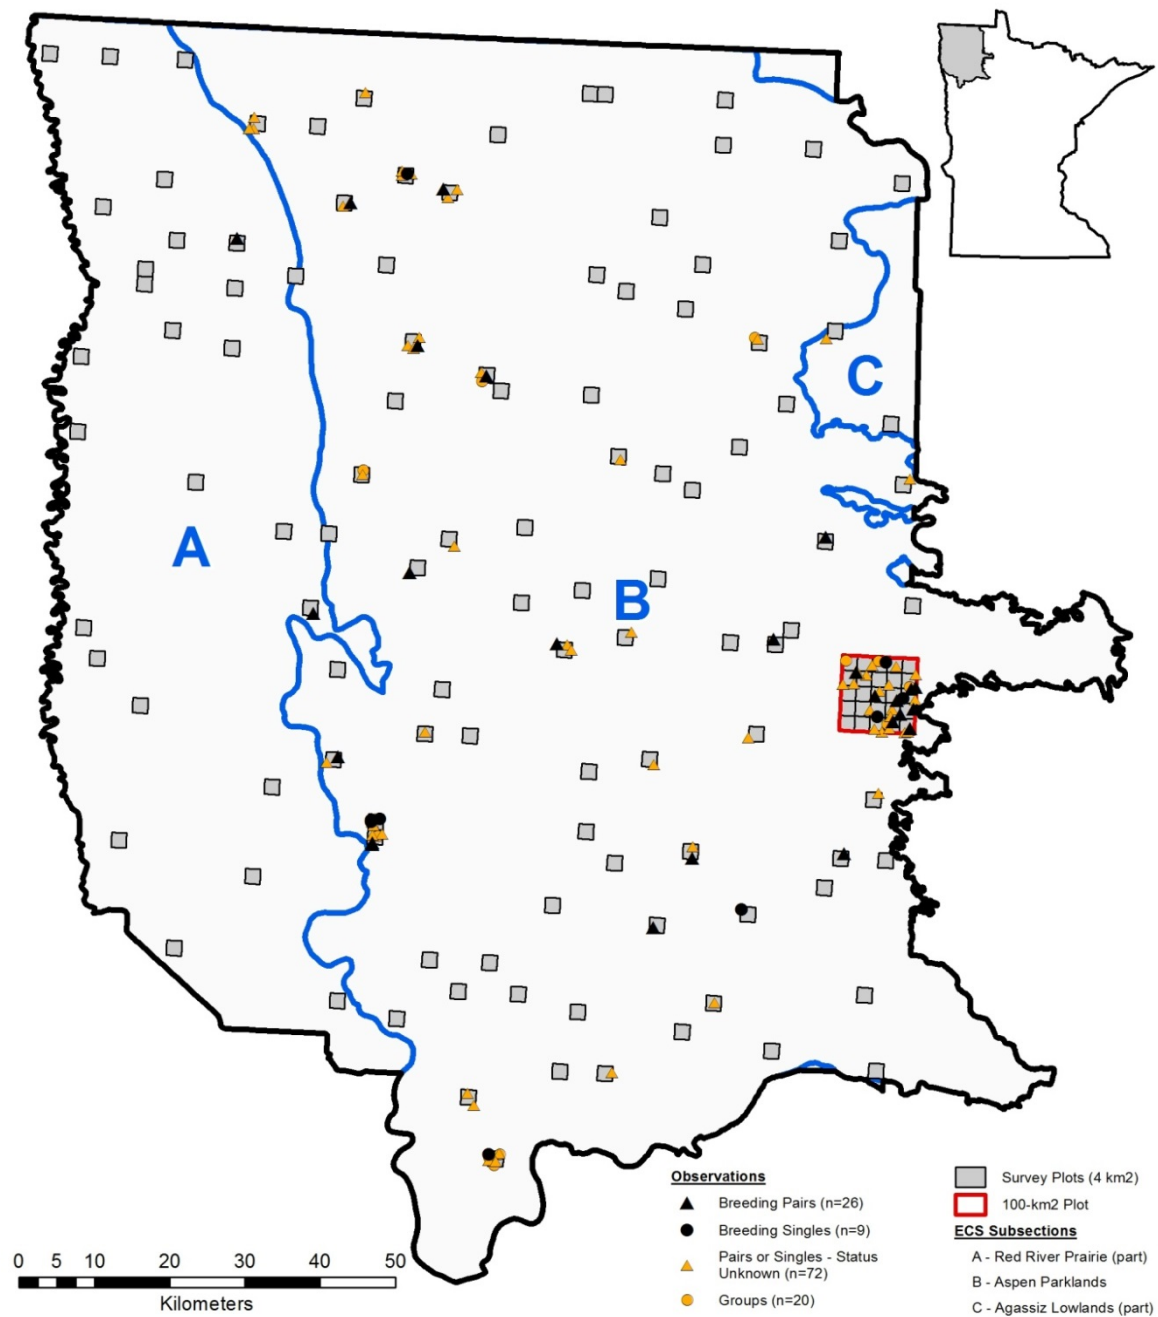 C
A
B
Observations
Breeding Pairs (n=26)
Breeding Singles (n=9)
Pairs or Singles - Status
Unknown (n=72)
Groups (n=20)
Survey Plots (4 km2)
100-km2 Plot
ECS Subsections
A - Red River Prairie (part)
B - Aspen Parklands
C - Agassiz Lowlands (part)
0 5 10 20 30 40 50
Kilometers